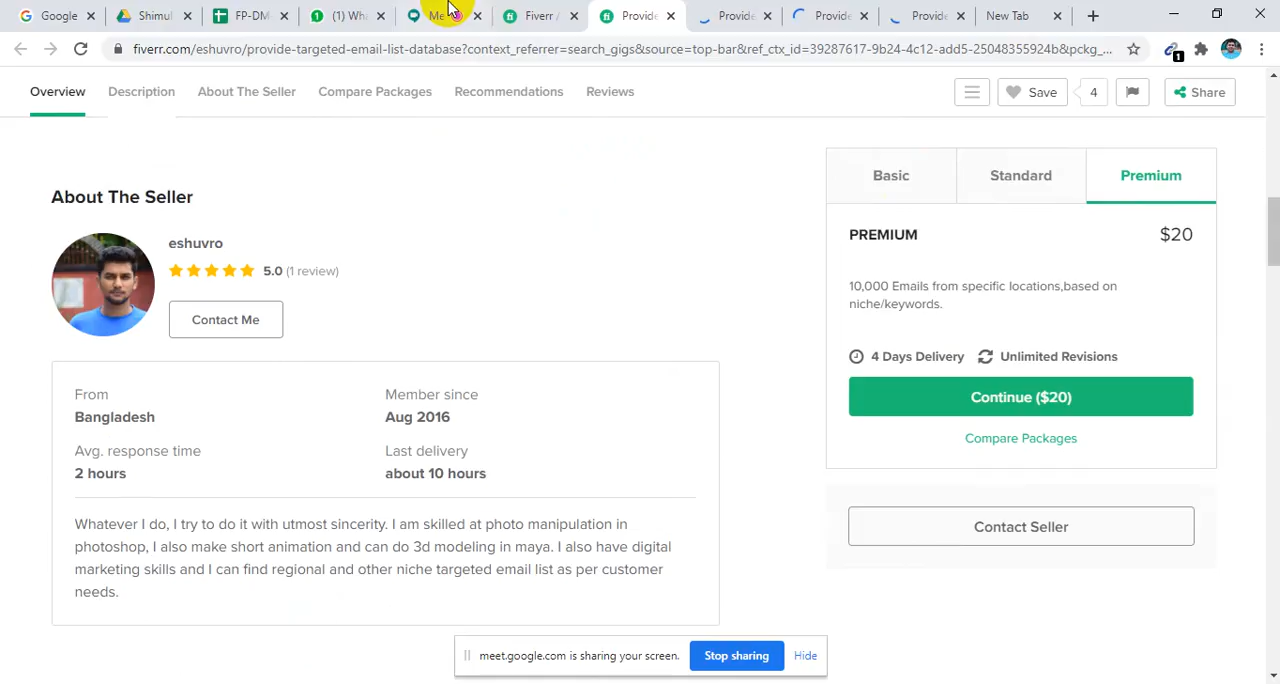 Google
Shimul
FP-DM-
(1) Wha
Me
Fiverr /
Provide
Provide
Provide
Provide
New Tab
fiverr.com/eshuvro/provide-targeted-email-list-database?context_referrer=search_gigs&source=top-bar&ref_ctx_id=39287617-9b24-4c12-add5-25048355924b&pckg_...
1
Overview
Description
About The Seller
Compare Packages
Recommendations
Reviews
Save
4
Share
About The Seller
eshuvro
5.0 (1 review)
Contact Me
From
Bangladesh
Member since
Aug 2016
Avg. response time
2 hours
Last delivery
about 10 hours
Whatever I do, I try to do it with utmost sincerity. I am skilled at photo manipulation in
photoshop, I also make short animation and can do 3d modeling in maya. I also have digital
marketing skills and I can find regional and other niche targeted email list as per customer
needs.
Basic
Standard
Premium
PREMIUM
$20
10,000 Emails from specific locations,based on
niche/keywords.
4 Days Delivery
Unlimited Revisions
Continue ($20)
Compare Packages
Contact Seller
meet.google.com is sharing your screen.
Stop sharing
Hide